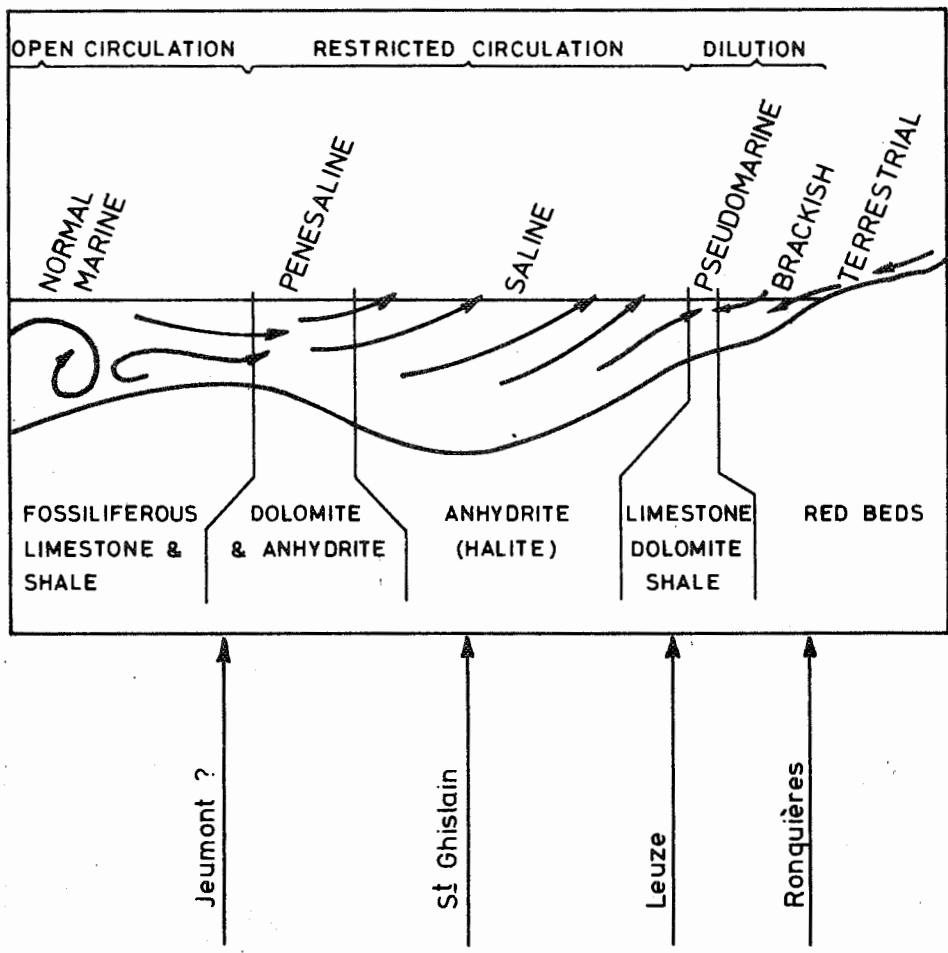 OPEN CIRCULATION
RESTRICTED CIRCULATION
DILUTION
NORMAL
MARINE
PENESALINE
SALINE
PSEUDOMARINE
BRACKISH
TERRESTRIAL
FOSSILIFEROUS
LIMESTONE &
SHALE
DOLOMITE
& ANHYDRITE
ANHYDRITE
(HALITE)
LIMESTONE
DOLOMITE
SHALE
RED BEDS
Jeumont ?
St Ghislain
Leuze
Ronquières